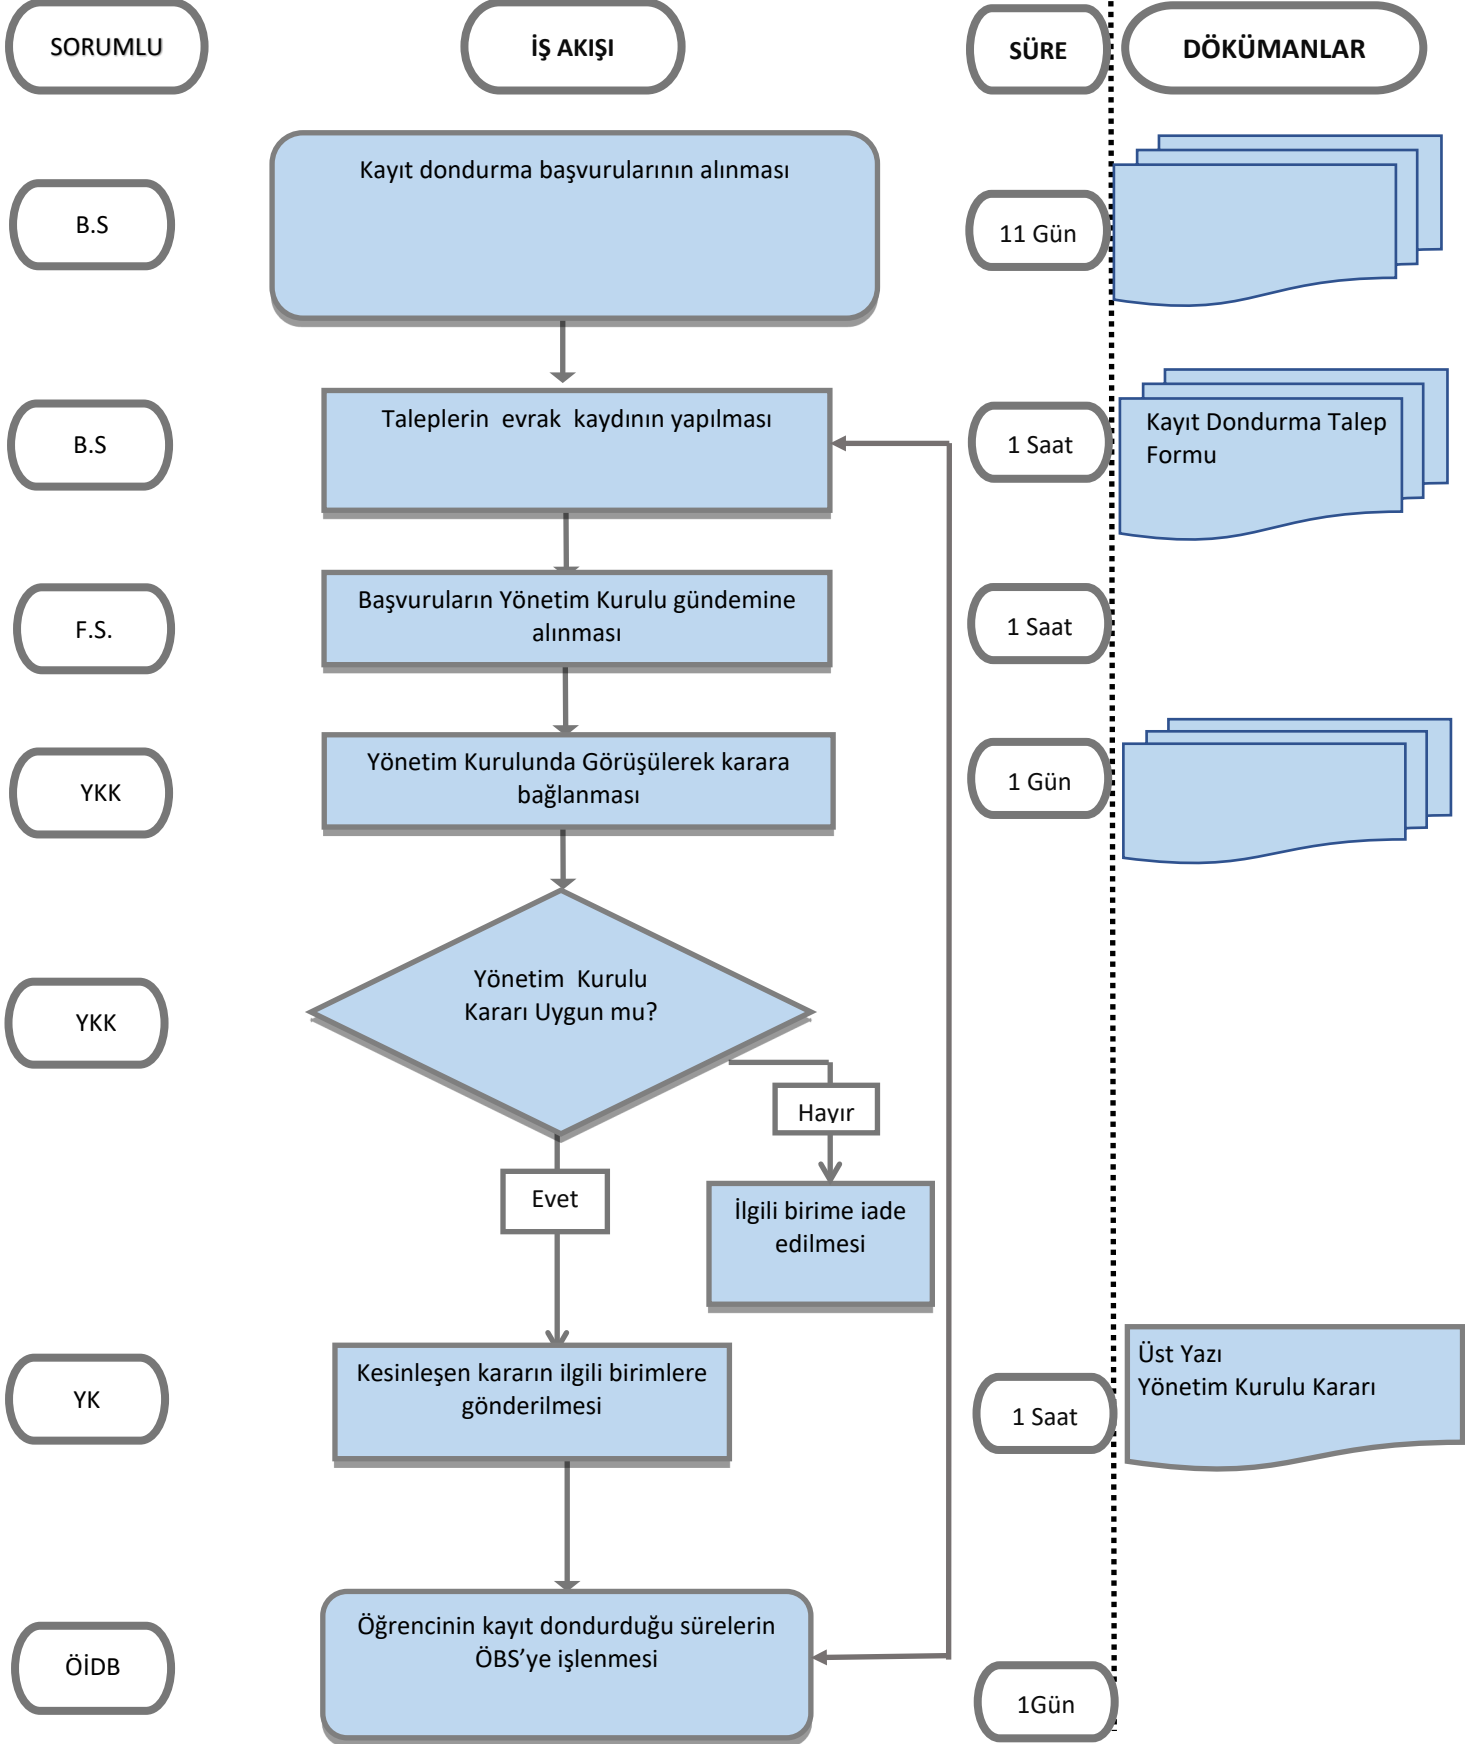 SORUMLU
İŞ AKIŞI
SÜRE
DÖKÜMANLAR
Kayıt dondurma başvurularının alınması
B.S
11 Gün
Taleplerin evrak kaydının yapılması
B.S
1 Saat
Kayıt Dondurma Talep
Formu
Başvuruların Yönetim Kurulu gündemine
alınması
F.S.
1 Saat
Yönetim Kurulunda Görüşülerek karara
bağlanması
YKK
1 Gün
Yönetim Kurulu
Kararı Uygun mu?
YKK
Hayır
Evet
İlgili birime iade
edilmesi
Kesinleşen kararın ilgili birimlere
gönderilmesi
YK
1 Saat
Üst Yazı
Yönetim Kurulu Kararı
Öğrencinin kayıt dondurduğu sürelerin
ÖBS’ye işlenmesi
ÖİDB
1Gün